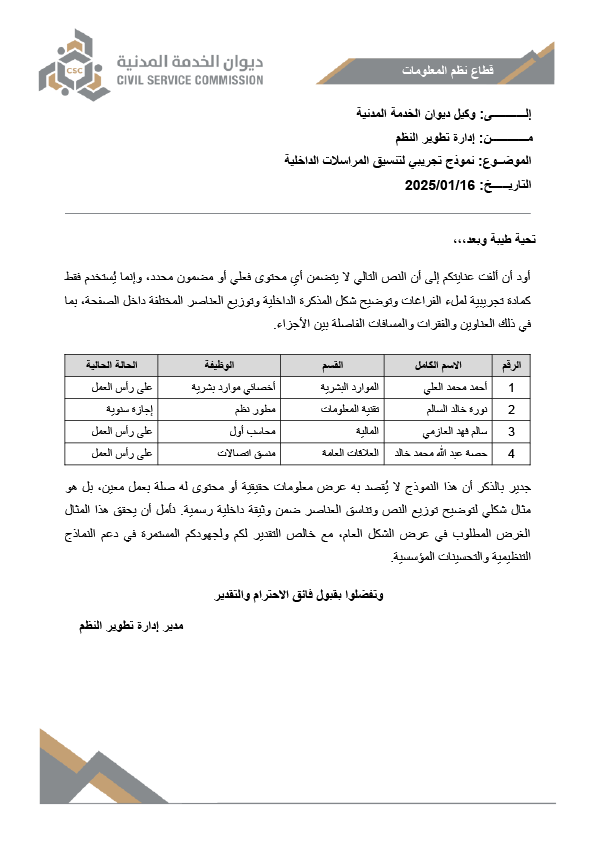 ديوان الخدمة المدنية
CIVIL SERVICE COMMISSION
CSC
قطاع نظم المعلومات
إلـــــــــى: وكيل ديوان الخدمة المدنية
مـــــــــن: إدارة تطوير النظم
الموضــوع: نموذج تجريبي لتنسيق المراسلات الداخلية
التاريـــــخ: 2025/01/16
تحية طيبة وبعد،،،
أود أن ألفت عنايتكم إلى أن النص التالي لا يتضمن أي محتوى فعلي أو مضمون محدد، وإنما يُستخدم فقط
كمادة تجريبية لملء الفراغات وتوضيح شكل المذكرة الداخلية وتوزيع العناصر المختلفة داخل الصفحة، بما
في ذلك العناوين والفقرات والمسافات الفاصلة بين الأجزاء.
الرقم الاسم الكامل القسم الوظيفة الحالة الحالية
1 أحمد محمد العلي الموارد البشرية أخصائي موارد بشرية على رأس العمل
2 نورة خالد السالم تقنية المعلومات مطور نظم إجازة سنوية
3 سالم فهد العازمي المالية محاسب أول على رأس العمل
4 حصة عبد الله محمد خالد العلاقات العامة منسق اتصالات على رأس العمل
جدير بالذكر أن هذا النموذج لا يُقصد به عرض معلومات حقيقية أو محتوى له صلة بعمل معين، بل هو
مثال شكلي لتوضيح توزيع النص وتناسق العناصر ضمن وثيقة داخلية رسمية. نأمل أن يحقق هذا المثال
الغرض المطلوب في عرض الشكل العام، مع خالص التقدير لكم ولجهودكم المستمرة في دعم النماذج
التنظيمية والتحسينات المؤسسية.
وتفضلوا بقبول فائق الاحترام والتقدير
مدير إدارة تطوير النظم